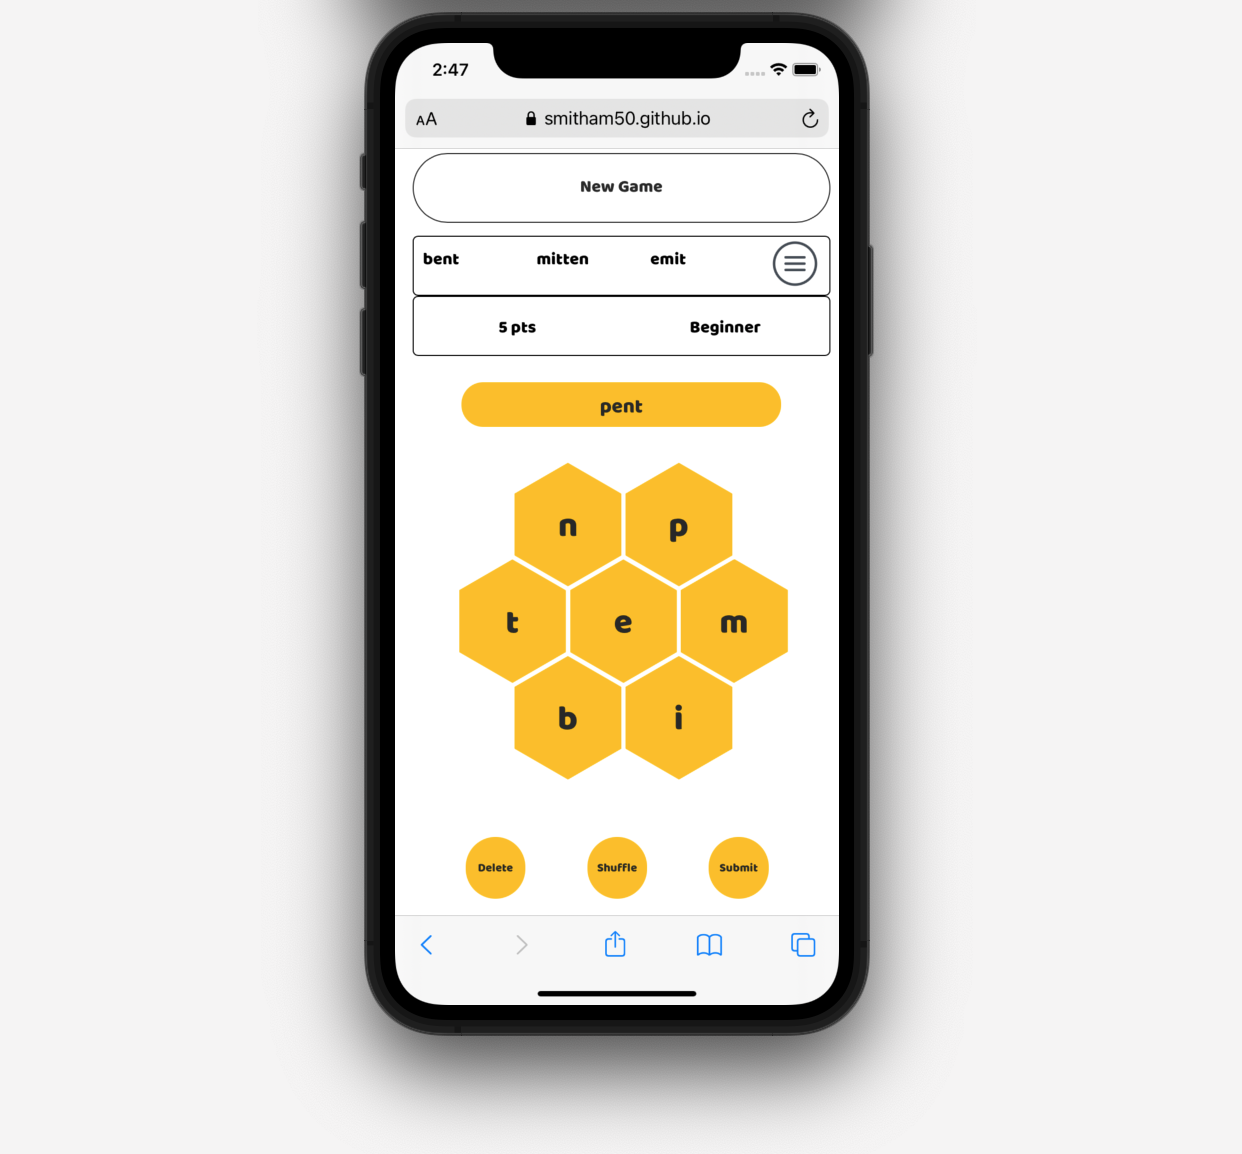 2:47
AA smitham50.github.io
New Game
bent mitten emit
5 pts Beginner
pent
n p
t e m
b i
Delete Shuffle Submit